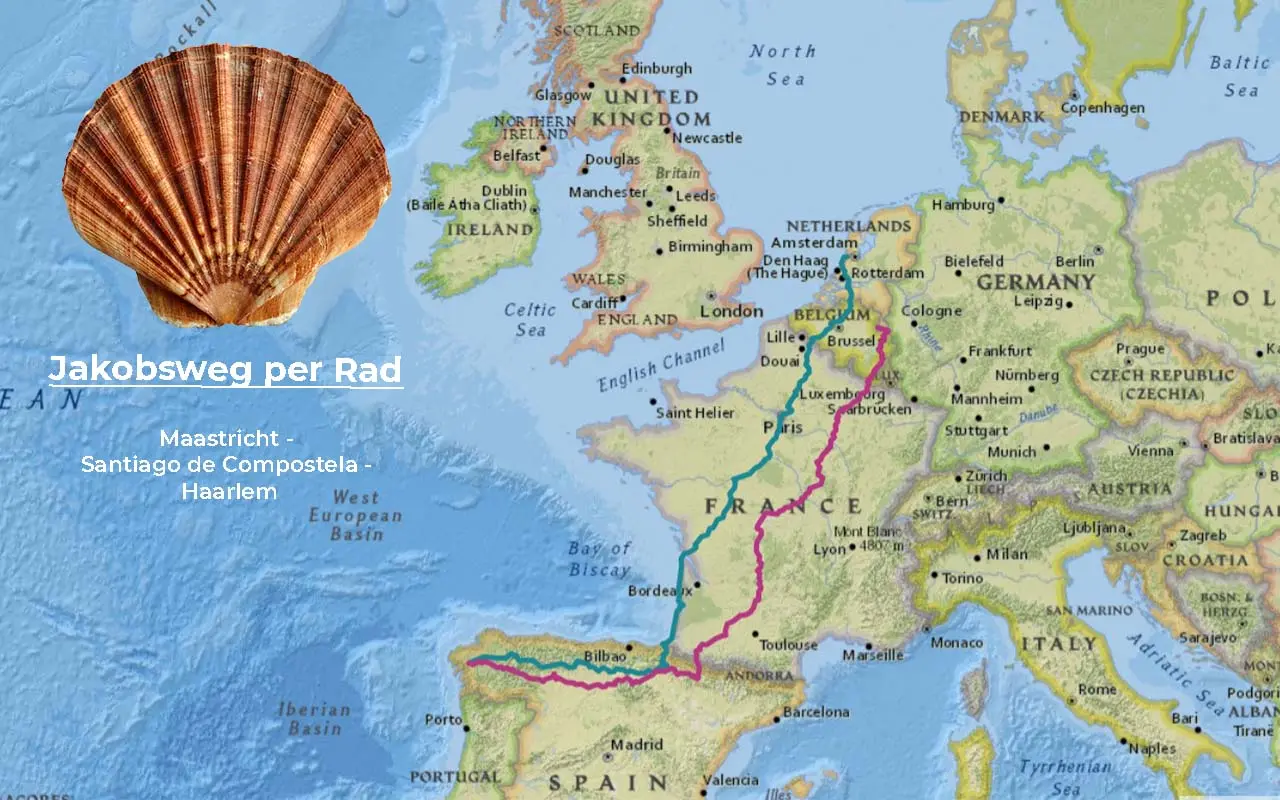 Rockall
SCOTLAND
North
Sea
Baltic
Sea
Edinburgh
Glasgow
UNITED
KINGDOM
DENMARK
Copenhagen
NORTHERN
IRELAND
Newcastle
Belfast
Douglas
Britain
Dublin
(Baile Átha Cliath)
Manchester
Leeds
Sheffield
IRELAND
Hamburg
NETHERLANDS
Amsterdam
Birmingham
Den Haag
(The Hague)
Rotterdam
Bielefeld
Berlin
GERMANY
WALES
Cardiff
ENGLAND
London
Celtic
Sea
BELGIUM
Cologne
Leipzig
POL
Rhine
Lille
Brussel
Douai
English Channel
Frankfurt
Prague
CZECH REPUBLIC
(CZECHIA)
Jakobsweg per Rad
EAN
LUX
Luxembourg
Saarbrücken
Nürnberg
Mannheim
Danube
SLO
Saint Helier
Paris
Stuttgart
Bratislava
Munich
Vienna
Maastricht -
Santiago de Compostela -
Haarlem
Zürich
LIECH
Bern
SWITZ
AUSTRIA
West
European
Basin
FRANCE
HUNGA
Mont Blanc
4807 m
Lyon
Ljubljana
Zagreb
SLOV
CROATIA
Bay of
Biscay
Milan
Torino
Bordeaux
SAN MARINO
BOSN. &
HERZG.
Sarajevo
Bilbao
Toulouse
Marseille
Monaco
ITALY
Adriatic Sea
ANDORRA
MONT
Podgori
ALBAN
Tiranë
Rome
Bari
Naples
Iberian
Basin
Porto
Barcelona
Madrid
PORTUGAL
SPAIN
Valencia
Illes
Tyrrhenian
Sea
AÇORES